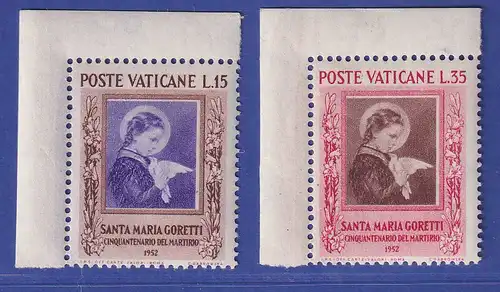 POSTE VATICANE L.15
SANTA MARIA GORETTI
CINQUANTENARIO DEL MARTIRIO
1952
POSTE VATICANE L.35
SANTA MARIA GORETTI
CINQUANTENARIO DEL MARTIRIO
1952